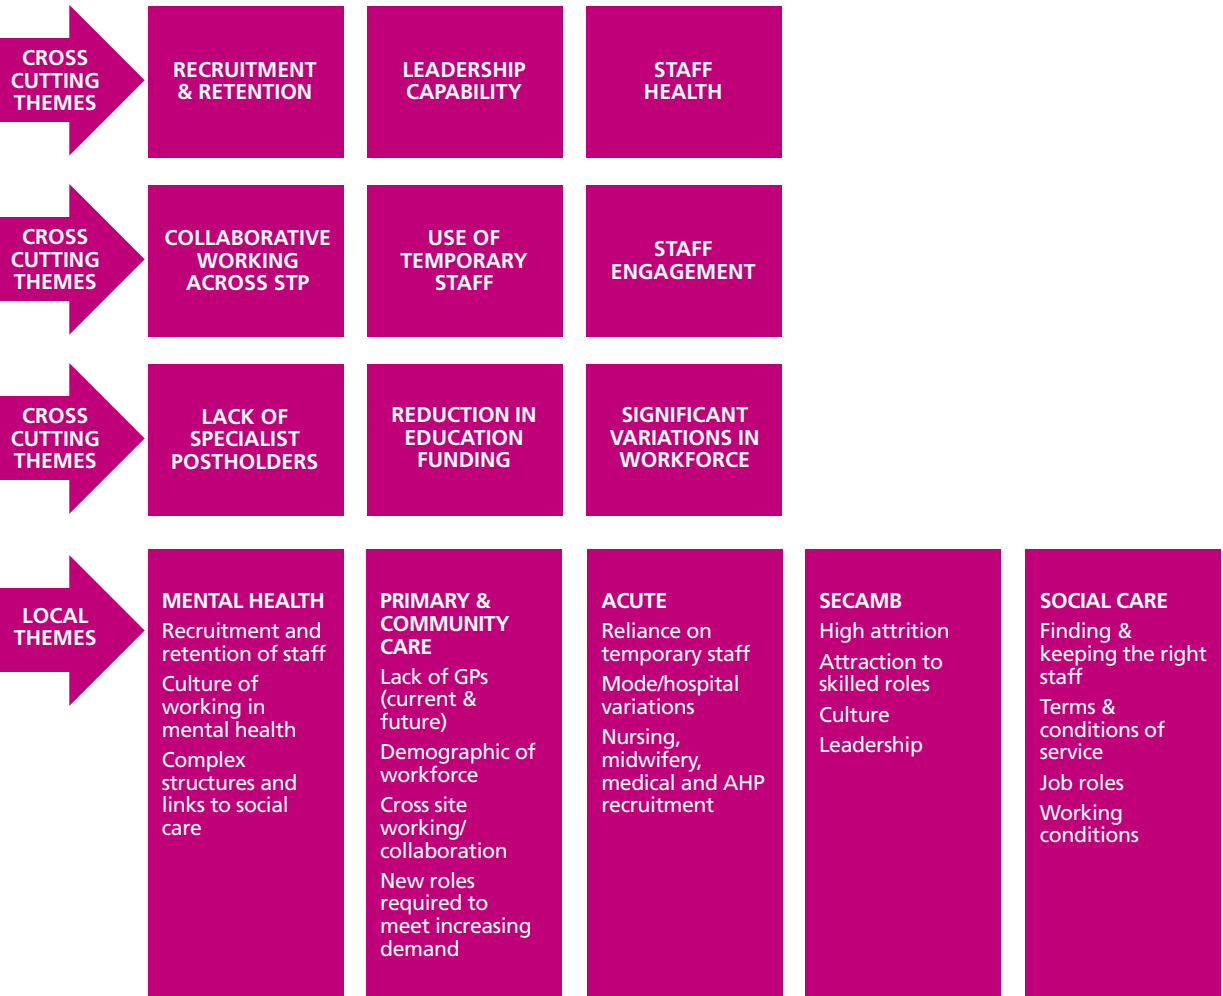 CROSS
CUTTING
THEMES
RECRUITMENT
& RETENTION
LEADERSHIP
CAPABILITY
STAFF
HEALTH
CROSS
CUTTING
THEMES
COLLABORATIVE
WORKING
ACROSS STP
USE OF
TEMPORARY
STAFF
STAFF
ENGAGEMENT
CROSS
CUTTING
THEMES
LACK OF
SPECIALIST
POSTHOLDERS
REDUCTION IN
EDUCATION
FUNDING
SIGNIFICANT
VARIATIONS IN
WORKFORCE
LOCAL
THEMES
MENTAL HEALTH
Recruitment and
retention of staff
Culture of
working in
mental health
Complex
structures and
links to social
care
PRIMARY &
COMMUNITY
CARE
Lack of GPs
(current &
future)
Demographic of
workforce
Cross site
working/
collaboration
New roles
required to
meet increasing
demand
ACUTE
Reliance on
temporary staff
Mode/hospital
variations
Nursing,
midwifery,
medical and AHP
recruitment
SECAMB
High attrition
Attraction to
skilled roles
Culture
Leadership
SOCIAL CARE
Finding &
keeping the right
staff
Terms &
conditions of
service
Job roles
Working
conditions